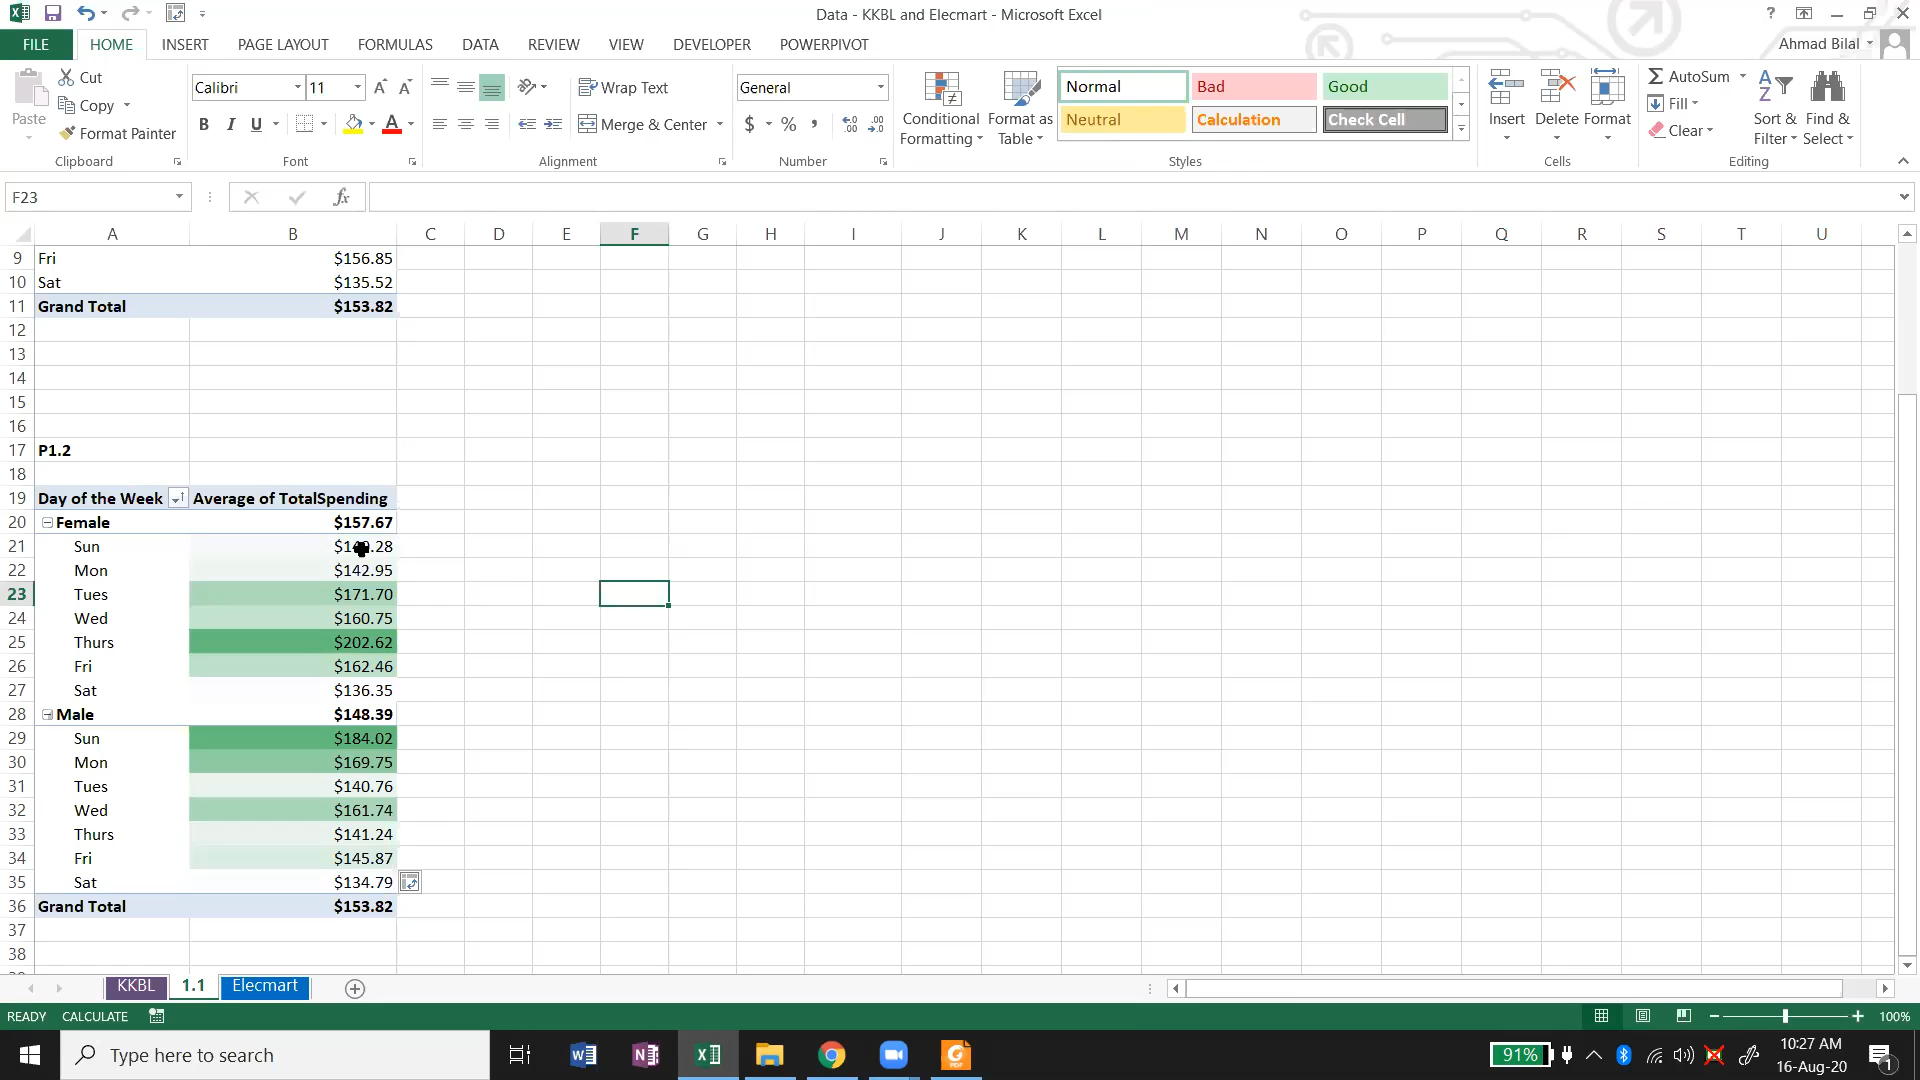 Data - KKBL and Elecmart - Microsoft Excel
?
FILE HOME INSERT PAGE LAYOUT FORMULAS DATA REVIEW VIEW DEVELOPER POWERPIVOT Ahmad Bilal
Paste
Cut
Copy
Format Painter
Clipboard
Calibri 11
B I U
Font
Wrap Text
Merge & Center
Alignment
General
$ % ,
Number
Conditional Formatting
Format as Table
Normal Bad Good
Neutral Calculation Check Cell
Styles
Insert Delete Format
Cells
AutoSum
Fill
Clear
Sort & Filter
Find & Select
Editing
F23 fx
A B C D E F G H I J K L M N O P Q R S T U
9 Fri $156.85
10 Sat $135.52
11 Grand Total $153.82
12
13
14
15
16
17 P1.2
18
19 Day of the Week Average of TotalSpending
20 Female $157.67
21 Sun
22 Mon $142.95
23 Tues $171.70
24 Wed $160.75
25 Thurs $202.62
26 Fri $162.46
27 Sat $136.35
28 Male $148.39
29 Sun $184.02
30 Mon $169.75
31 Tues $140.76
32 Wed $161.74
33 Thurs $141.24
34 Fri $145.87
35 Sat $134.79
36 Grand Total $153.82
37
38
KKBL 1.1 Elecmart
READY CALCULATE 100%
Type here to search
91%
10:27 AM
16-Aug-20
1